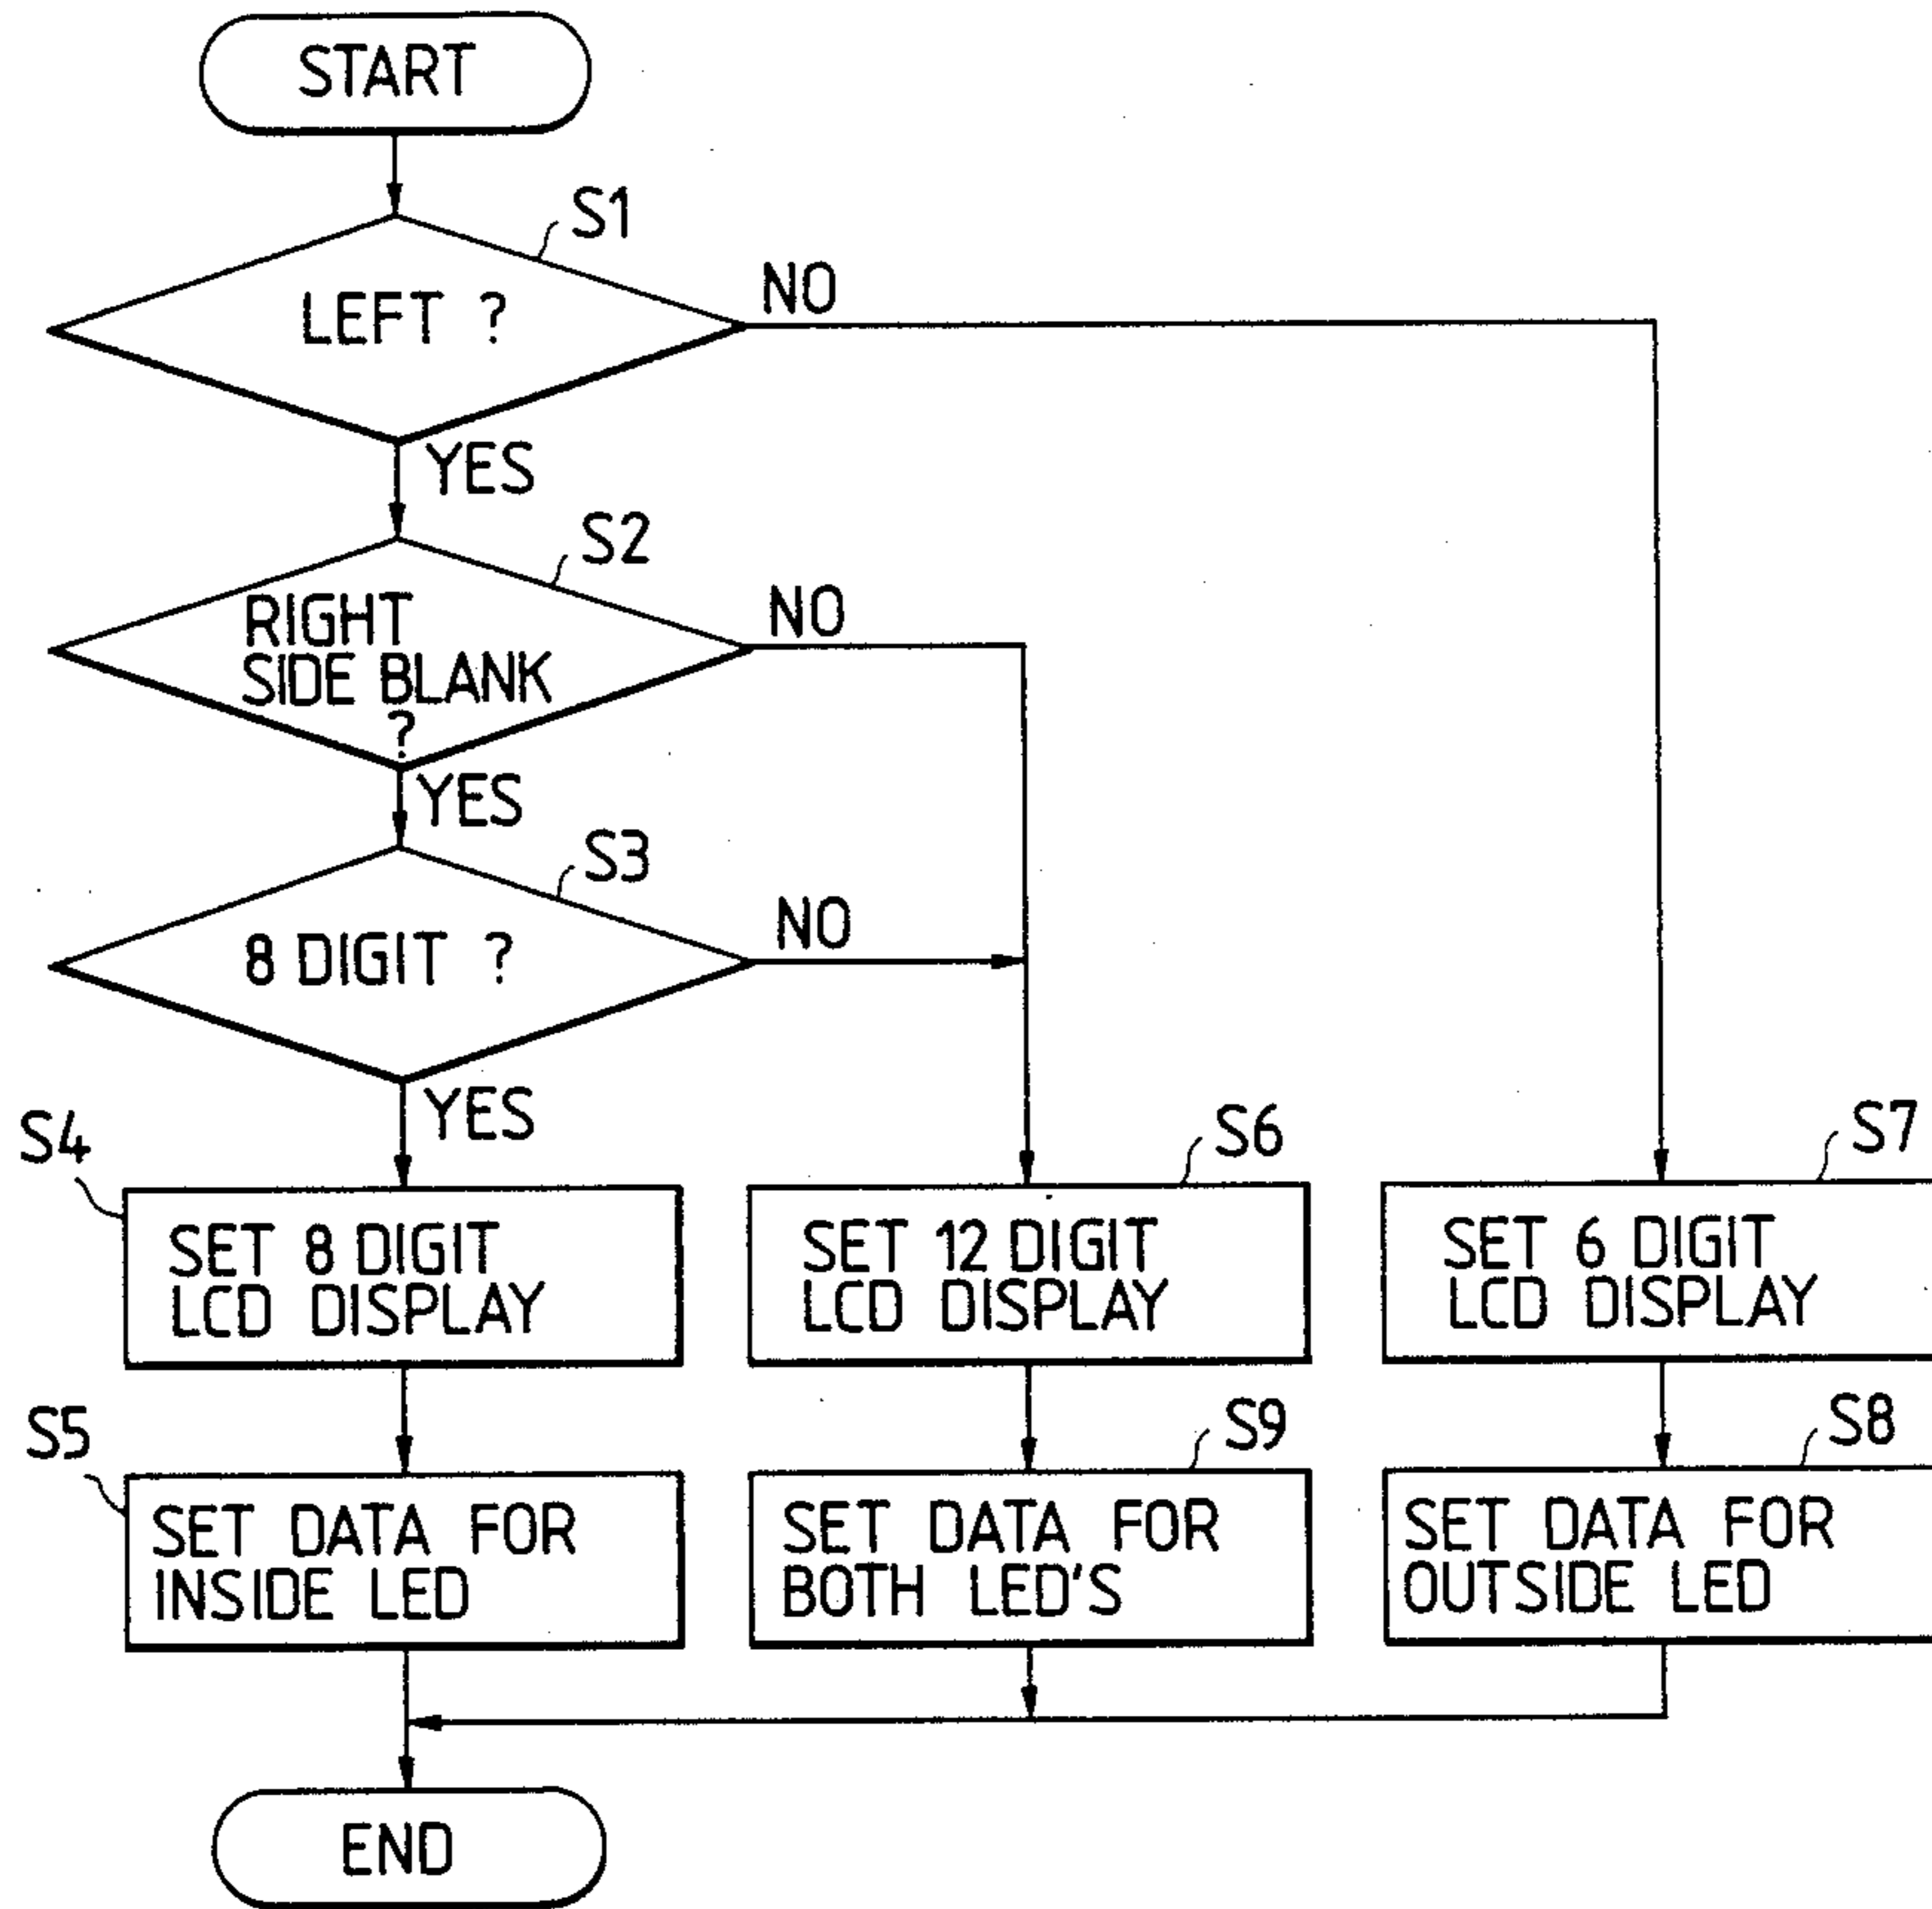 START
S1
LEFT ?
NO
YES
S2
RIGHT
SIDE BLANK
?
NO
YES
S3
8 DIGIT ?
NO
YES
S4
SET 8 DIGIT
LCD DISPLAY
S6
SET 12 DIGIT
LCD DISPLAY
S7
SET 6 DIGIT
LCD DISPLAY
S5
SET DATA FOR
INSIDE LED
S9
SET DATA FOR
BOTH LED'S
S8
SET DATA FOR
OUTSIDE LED
END